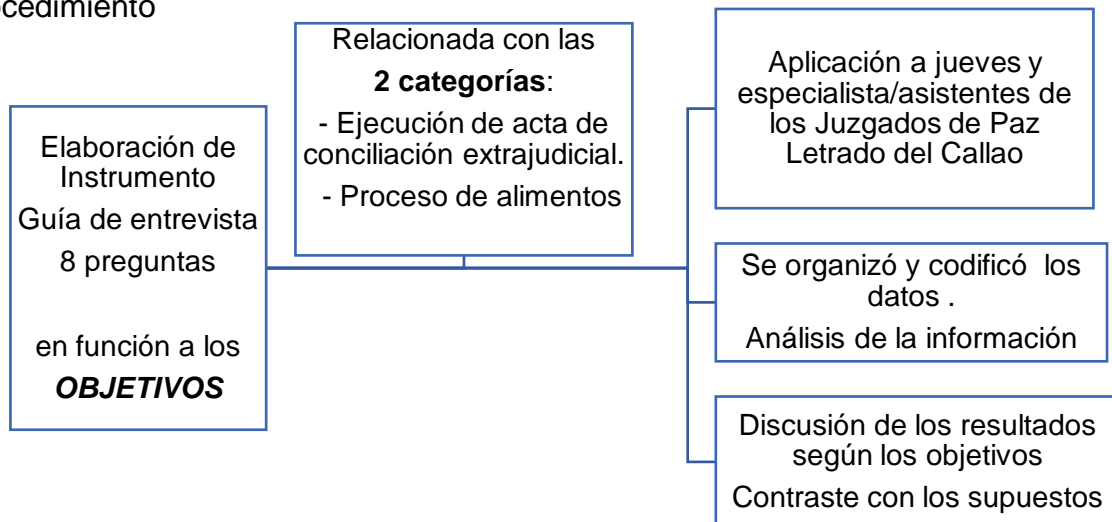 ocedimiento
Elaboración de
Instrumento
Guía de entrevista
8 preguntas
en función a los
OBJETIVOS
Relacionada con las
2 categorías:
- Ejecución de acta de
conciliación extrajudicial.
- Proceso de alimentos
Aplicación a jueves y
especialista/asistentes de
los Juzgados de Paz
Letrado del Callao
Se organizó y codificó los
datos .
Análisis de la información
Discusión de los resultados
según los objetivos
Contraste con los supuestos